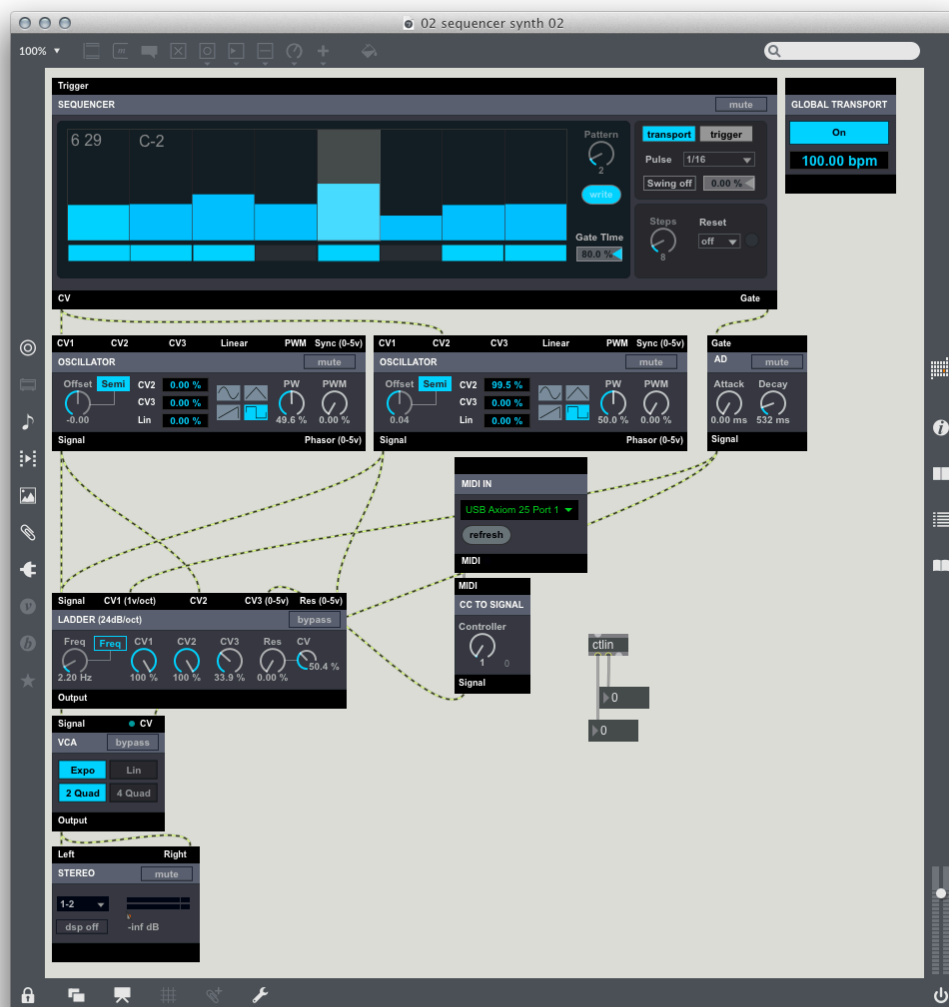 02 sequencer synth 02
100%
Trigger
SEQUENCER
mute
6 29
C-2
Pattern
2
write
Gate TIme
80.0 %
transport
trigger
Pulse
1/16
Swing off
0.00 %
Steps
8
Reset
off
CV
Gate
GLOBAL TRANSPORT
On
100.00 bpm
CV1 CV2 CV3 Linear PWM Sync (0-5v)
OSCILLATOR
mute
Offset
Semi
-0.00
CV2 0.00 %
CV3 0.00 %
Lin 0.00 %
PW
49.6 %
PWM
0.00 %
Signal
Phasor (0-5v)
CV1 CV2 CV3 Linear PWM Sync (0-5v)
OSCILLATOR
mute
Offset
Semi
0.04
CV2 99.5 %
CV3 0.00 %
Lin 0.00 %
PW
50.0 %
PWM
0.00 %
Signal
Phasor (0-5v)
Gate
AD
mute
Attack
0.00 ms
Decay
532 ms
Signal
MIDI IN
USB Axiom 25 Port 1
refresh
MIDI
MIDI
CC TO SIGNAL
Controller
1
0
Signal
Signal CV1 (1v/oct) CV2 CV3 (0-5v) Res (0-5v)
LADDER (24dB/oct)
bypass
Freq
Freq
2.20 Hz
CV1
100 %
CV2
100 %
CV3
33.9 %
Res
0.00 %
CV
50.4 %
Output
ctlin
0
0
Signal
CV
VCA
bypass
Expo
Lin
2 Quad
4 Quad
Output
Left
Right
STEREO
mute
1-2
dsp off
-inf dB